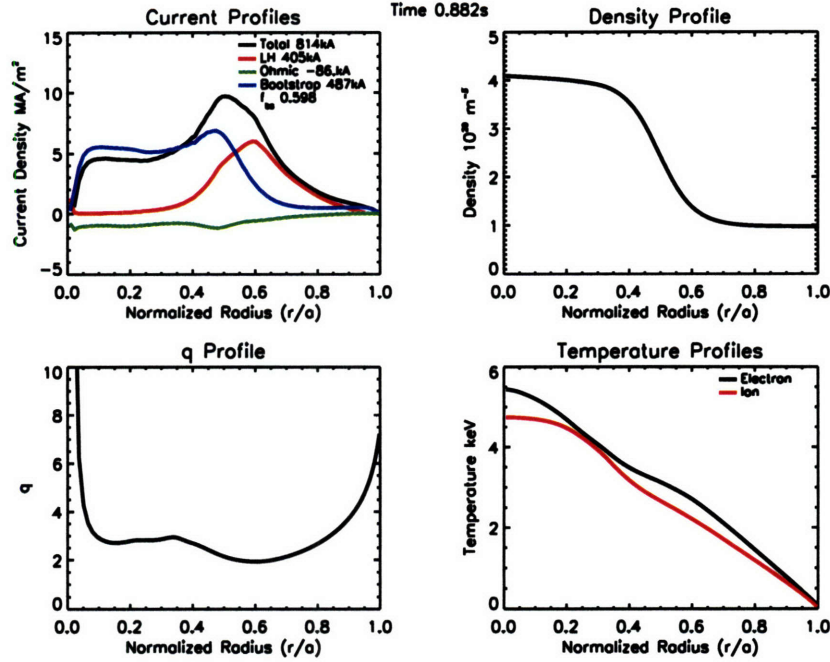 Time 0.882s
Current Profiles
Total 814kA
LH 405kA
Ohmic -86.kA
Bootstrap 487kA
f_bs 0.598
Current Density MA/m²
15
10
5
0
-5
0.0 0.2 0.4 0.6 0.8 1.0
Normalized Radius (r/a)
Density Profile
Density 10²⁰ m⁻⁵
5
4
3
2
1
0
0.0 0.2 0.4 0.6 0.8 1.0
Normalized Radius (r/a)
q Profile
q
10
8
6
4
2
0
0.0 0.2 0.4 0.6 0.8 1.0
Normalized Radius (r/a)
Temperature Profiles
Electron
Ion
Temperature keV
6
4
2
0
0.0 0.2 0.4 0.6 0.8 1.0
Normalized Radius (r/a)